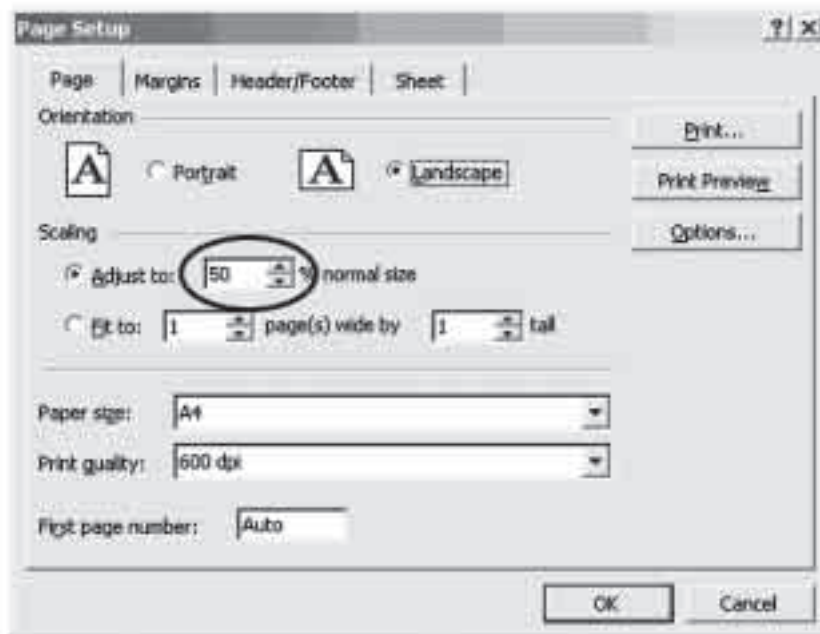 Page Setup
Page Margins Header/Footer Sheet
Orientation
A Portrait A Landscape
Print...
Print Preview
Options...
Scaling
Adjust to: 50 % normal size
Fit to: 1 page(s) wide by 1 tall
Paper size: A4
Print quality: 600 dpi
First page number: Auto
OK Cancel